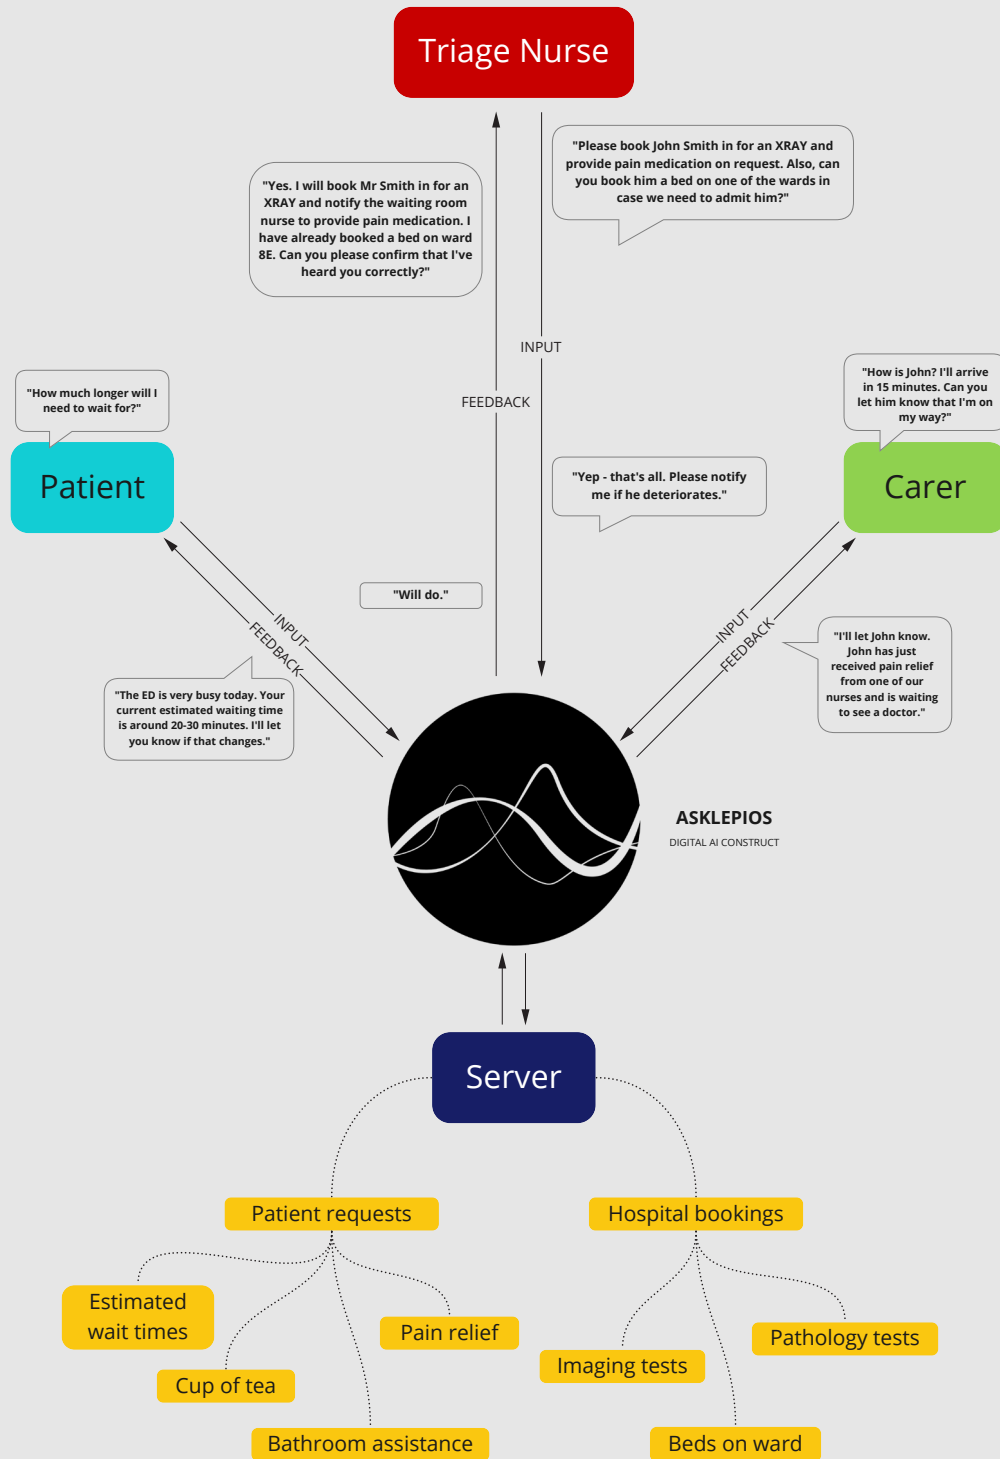 Triage Nurse
"Please book John Smith in for an XRAY and
provide pain medication on request. Also, can
you book him a bed on one of the wards in
case we need to admit him?"
"Yes. I will book Mr Smith in for an
XRAY and notify the waiting room
nurse to provide pain medication. I
have already booked a bed on ward
8E. Can you please confirm that I've
heard you correctly?"
INPUT
FEEDBACK
"How much longer will I
need to wait for?"
Patient
"How is John? I'll arrive
in 15 minutes. Can you
let him know that I'm on
my way?"
Carer
"Yep - that's all. Please notify
me if he deteriorates."
"Will do."
INPUT
FEEDBACK
"The ED is very busy today. Your
current estimated waiting time
is around 20-30 minutes. I'll let
you know if that changes."
INPUT
FEEDBACK
"I'll let John know.
John has just
received pain relief
from one of our
nurses and is waiting
to see a doctor."
ASKLEPIOS
DIGITAL AI CONSTRUCT
Server
Patient requests
Hospital bookings
Estimated
wait times
Pain relief
Cup of tea
Bathroom assistance
Pathology tests
Imaging tests
Beds on ward